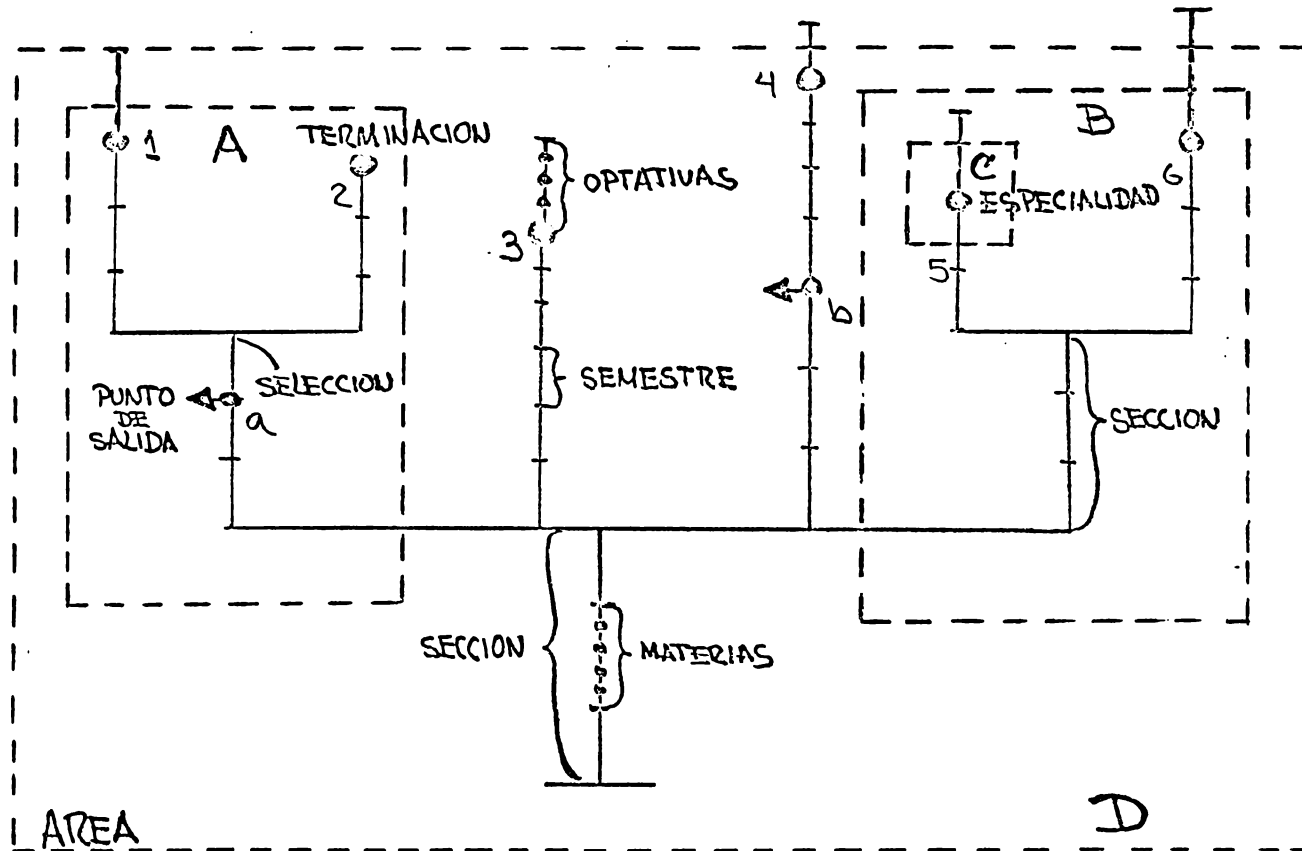 4
B
1
A
TERMINACION
C
2
OPTATIVAS
6
ESPECIALIDAD
3
5
b
SEMESTRE
SELECCION
PUNTO
DE
SALIDA
a
SECCION
SECCION
MATERIAS
AREA
D